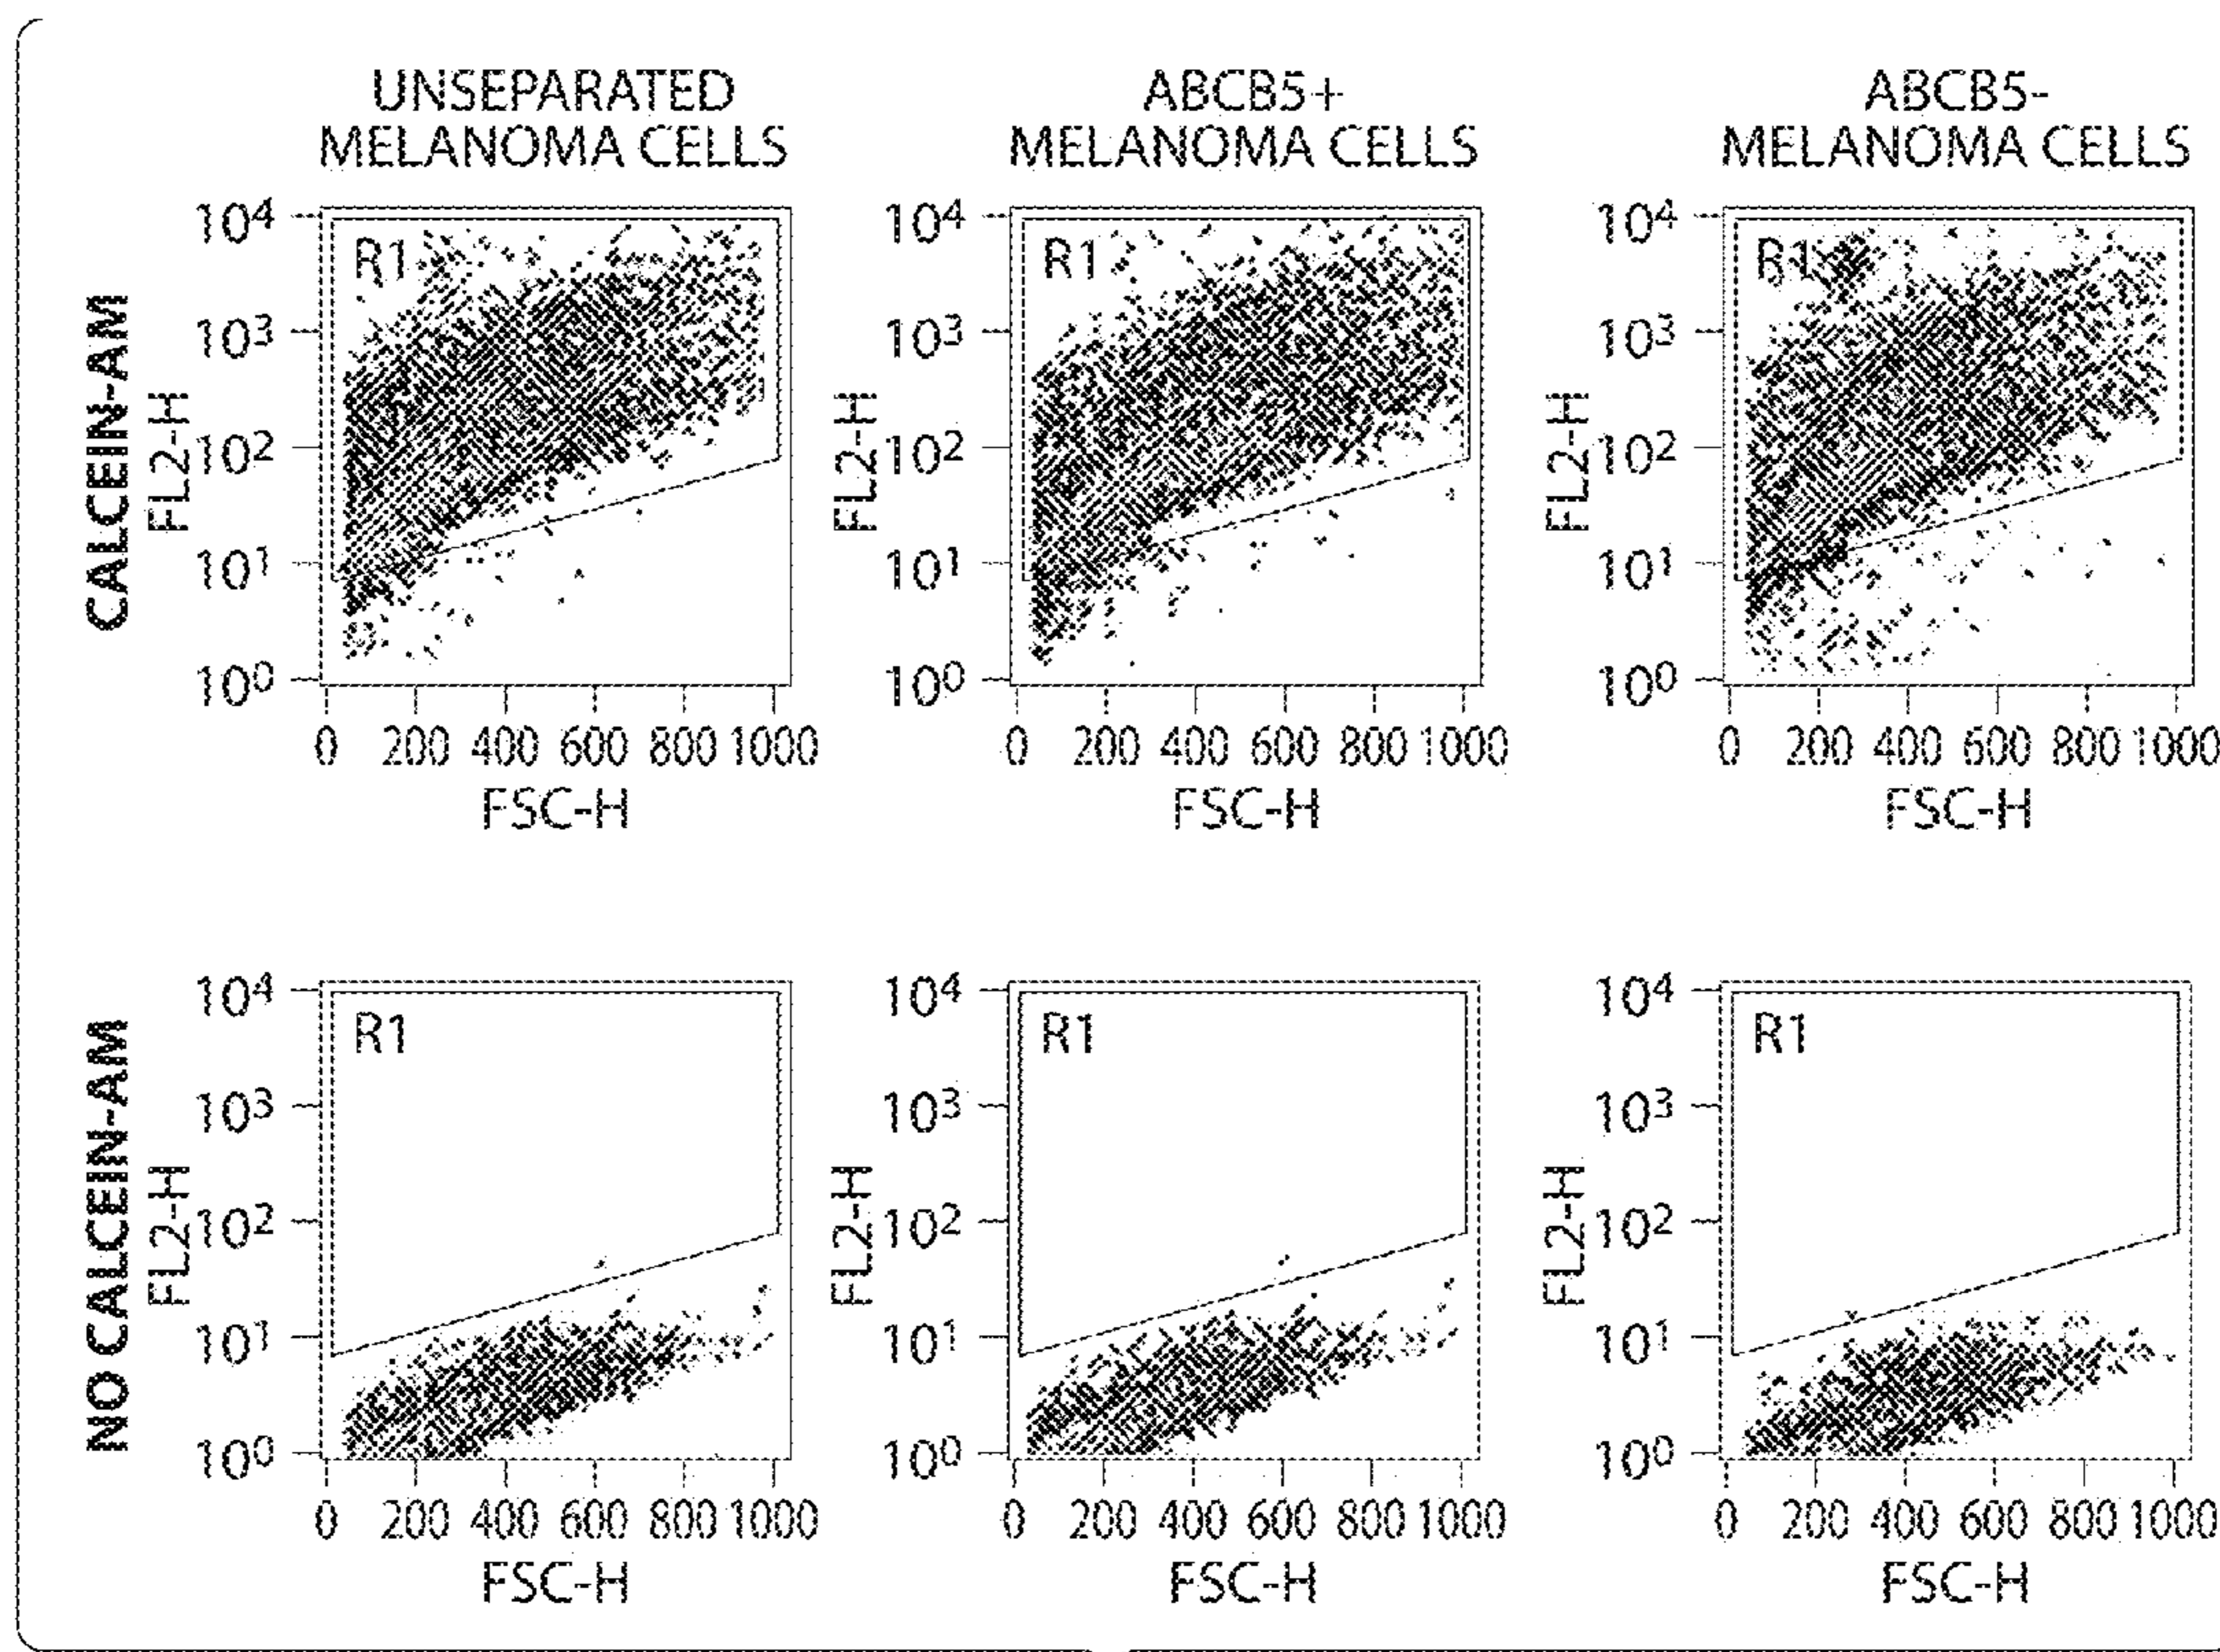 UNSEPARATED
MELANOMA CELLS
ABCB5+
MELANOMA CELLS
ABCB5-
MELANOMA CELLS
CALCEIN-AM
FL2-H
10⁴
10³
10²
10¹
10⁰
R1
0 200 400 600 800 1000
FSC-H
FL2-H
10⁴
10³
10²
10¹
10⁰
R1
0 200 400 600 800 1000
FSC-H
FL2-H
10⁴
10³
10²
10¹
10⁰
R1
0 200 400 600 800 1000
FSC-H
NO CALCEIN-AM
FL2-H
10⁴
10³
10²
10¹
10⁰
R1
0 200 400 600 800 1000
FSC-H
FL2-H
10⁴
10³
10²
10¹
10⁰
R1
0 200 400 600 800 1000
FSC-H
FL2-H
10⁴
10³
10²
10¹
10⁰
R1
0 200 400 600 800 1000
FSC-H